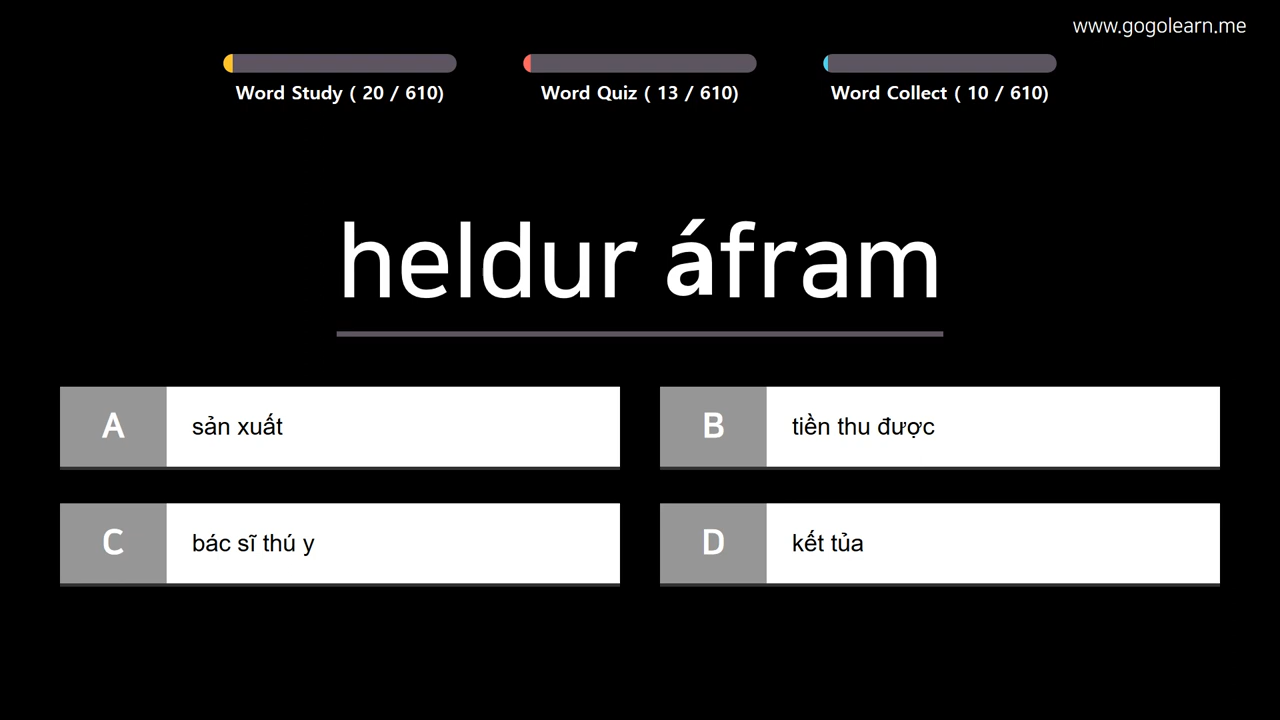 www.gogolearn.me
Word Study ( 20 / 610)
Word Quiz ( 13 / 610)
Word Collect ( 10 / 610)
heldur áfram
A sản xuất
B tiền thu được
C bác sĩ thú y
D kết tủa